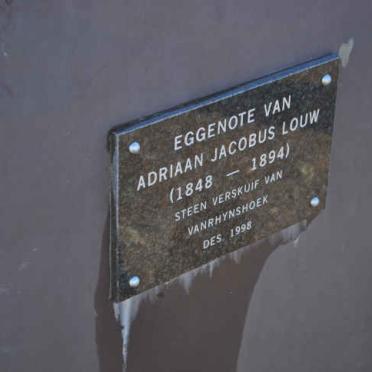 EGGENOTE VAN
ADRIAAN JACOBUS LOUW
(1848 — 1894)
STEEN VERSKUIF VAN
VANRHYNSHOEK
DES. 1998